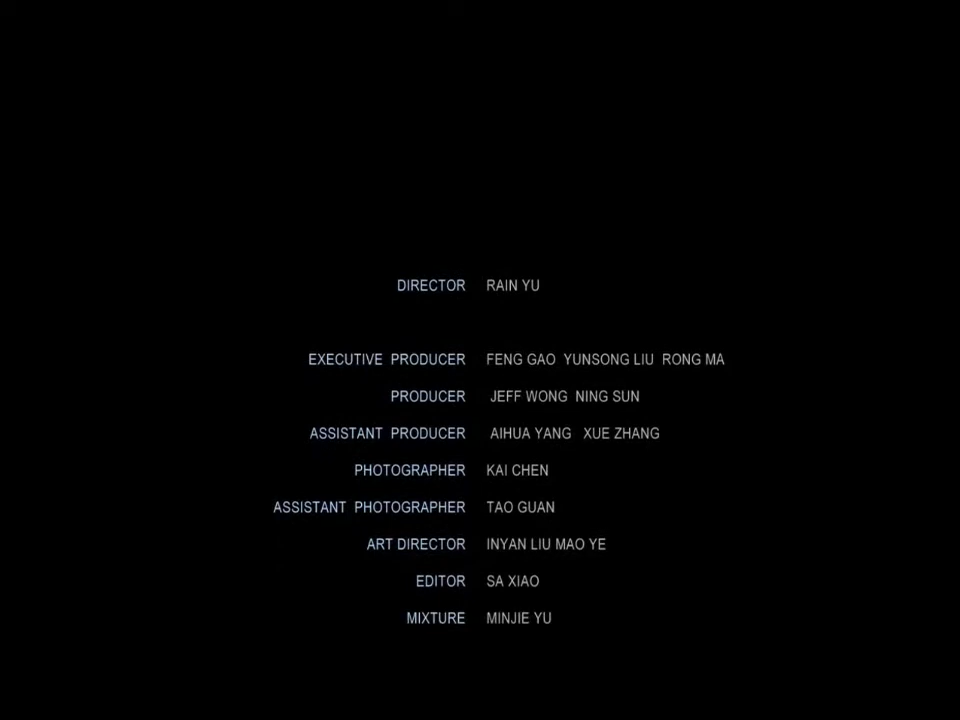 DIRECTOR RAIN YU
EXECUTIVE PRODUCER FENG GAO YUNSONG LIU RONG MA
PRODUCER JEFF WONG NING SUN
ASSISTANT PRODUCER AIHUA YANG XUE ZHANG
PHOTOGRAPHER KAI CHEN
ASSISTANT PHOTOGRAPHER TAO GUAN
ART DIRECTOR INYAN LIU MAO YE
EDITOR SA XIAO
MIXTURE MINJIE YU